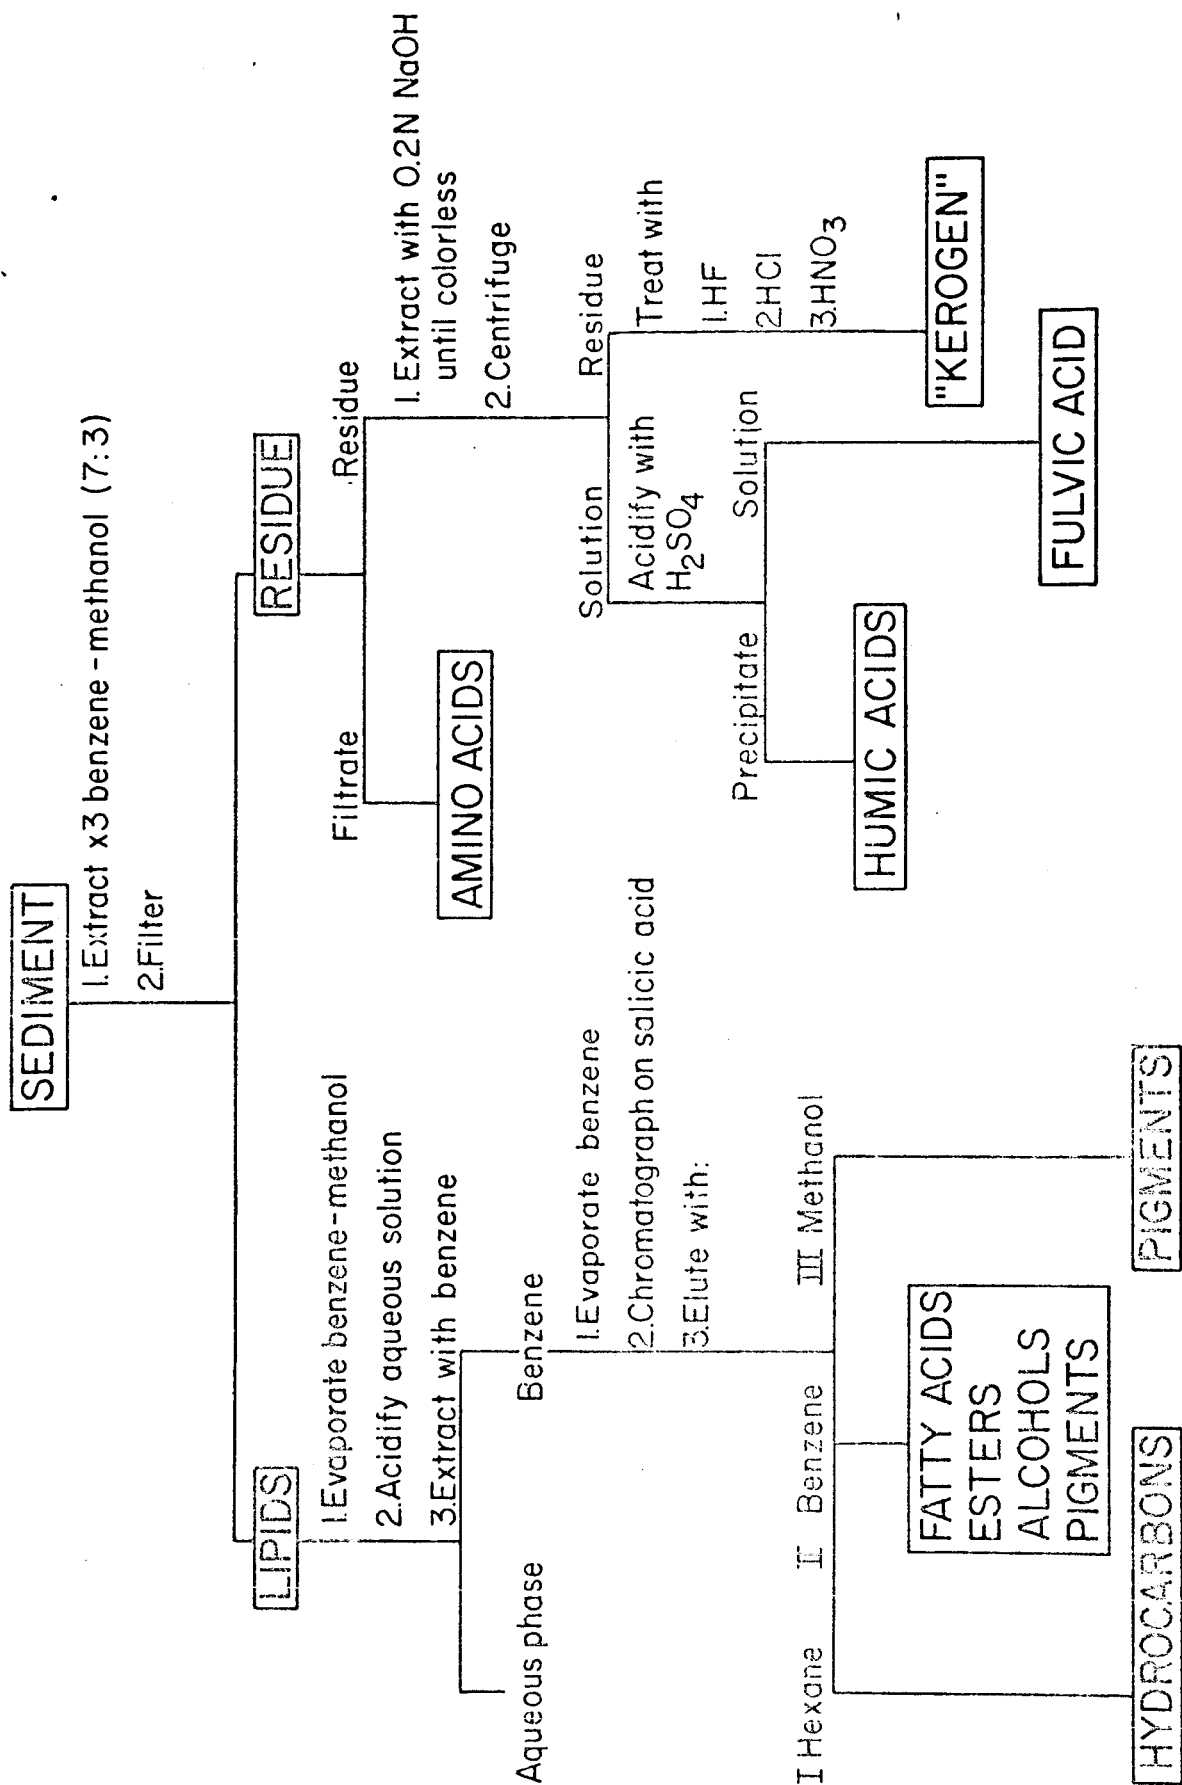 SEDIMENT
1.Extract x3 benzene-methanol (7:3)
2.Filter
LIPIDS
1.Evaporate benzene-methanol
2.Acidify aqueous solution
3.Extract with benzene
Aqueous phase
Benzene
1.Evaporate benzene
2.Chromatograph on salicic acid
3.Elute with:
I Hexane
II Benzene
III Methanol
HYDROCARBONS
FATTY ACIDS
ESTERS
ALCOHOLS
PIGMENTS
PIGMENTS
RESIDUE
Filtrate
Residue
AMINO ACIDS
1.Extract with 0.2N NaOH
until colorless
2.Centrifuge
Solution
Residue
Acidify with
H₂SO₄
Treat with
1.HF
2.HCl
3.HNO₃
Precipitate
Solution
HUMIC ACIDS
FULVIC ACID
"KEROGEN"